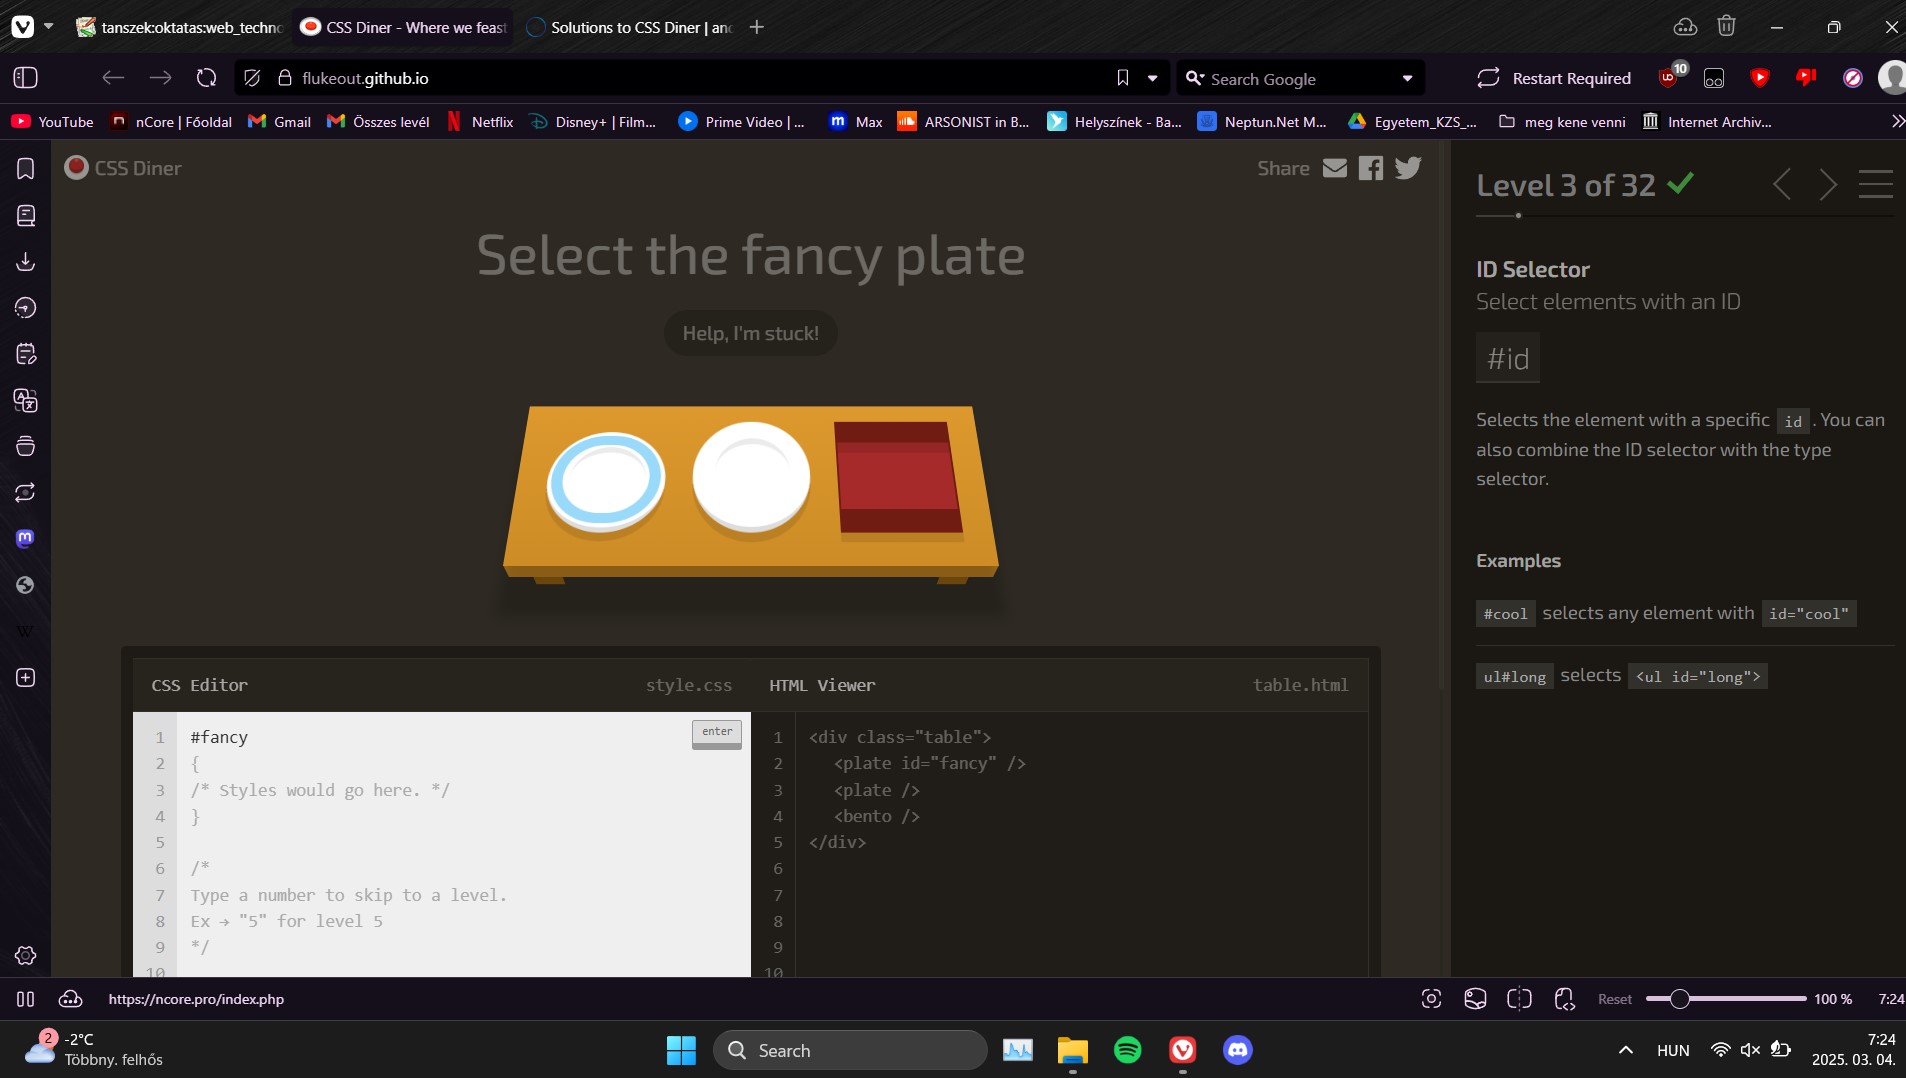 tanszek:oktatas:web_techno
CSS Diner - Where we feast
Solutions to CSS Diner | and
flukeout.github.io
Search Google
Restart Required
10
YouTube
nCore | Főoldal
Gmail
Összes levél
Netflix
Disney+ | Film...
Prime Video | ...
Max
ARSONIST in B...
Helyszínek - Ba...
Neptun.Net M...
Egyetem_KZS_...
meg kene venni
Internet Archiv...
CSS Diner
Share
Select the fancy plate
Help, I'm stuck!
CSS Editor
style.css
1 #fancy
2 {
3 /* Styles would go here. */
4 }
5
6 /*
7 Type a number to skip to a level.
8 Ex → "5" for level 5
9 */
10
enter
HTML Viewer
table.html
1 <div class="table">
2 <plate id="fancy" />
3 <plate />
4 <bento />
5 </div>
6
7
8
9
10
Level 3 of 32
ID Selector
Select elements with an ID
#id
Selects the element with a specific id . You can
also combine the ID selector with the type
selector.
Examples
#cool selects any element with id="cool"
ul#long selects <ul id="long">
https://ncore.pro/index.php
Reset
100 %
7:24
2
-2°C
Többny. felhős
Search
HUN
7:24
2025. 03. 04.